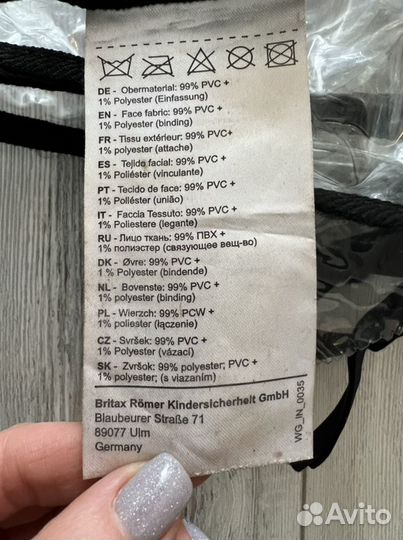 DE - Obermaterial: 99% PVC +
1% Polyester (Einfassung)
EN - Face fabric: 99% PVC +
1% Polyester (binding)
FR - Tissu extérieur: 99% PVC +
1% polyester (attache)
ES - Tejido facial: 99% PVC +
1% Poliéster (vinculante)
PT - Tecido de face: 99% PVC +
1% Poliéster (união)
IT - Faccia Tessuto: 99% PVC +
1% Poliestere (legante)
RU - Лицо ткань: 99% ПВХ +
1% полиэстер (связующее вещ-во)
DK - Øvre: 99% PVC +
1 % Polyester (bindende)
NL - Bovenste: 99% PVC +
1% polyester (binding)
PL - Wierzch: 99% PCW +
1% poliester (łączenie)
CZ - Svršek: 99% PVC +
1% Polyester (vázací)
SK - Zvršok: 99% polyester; PVC +
1% polyester; (s viazaním)
Britax Römer Kindersicherheit GmbH
Blaubeurer Straße 71
89077 Ulm
Germany
WG_IN_0035
Avito